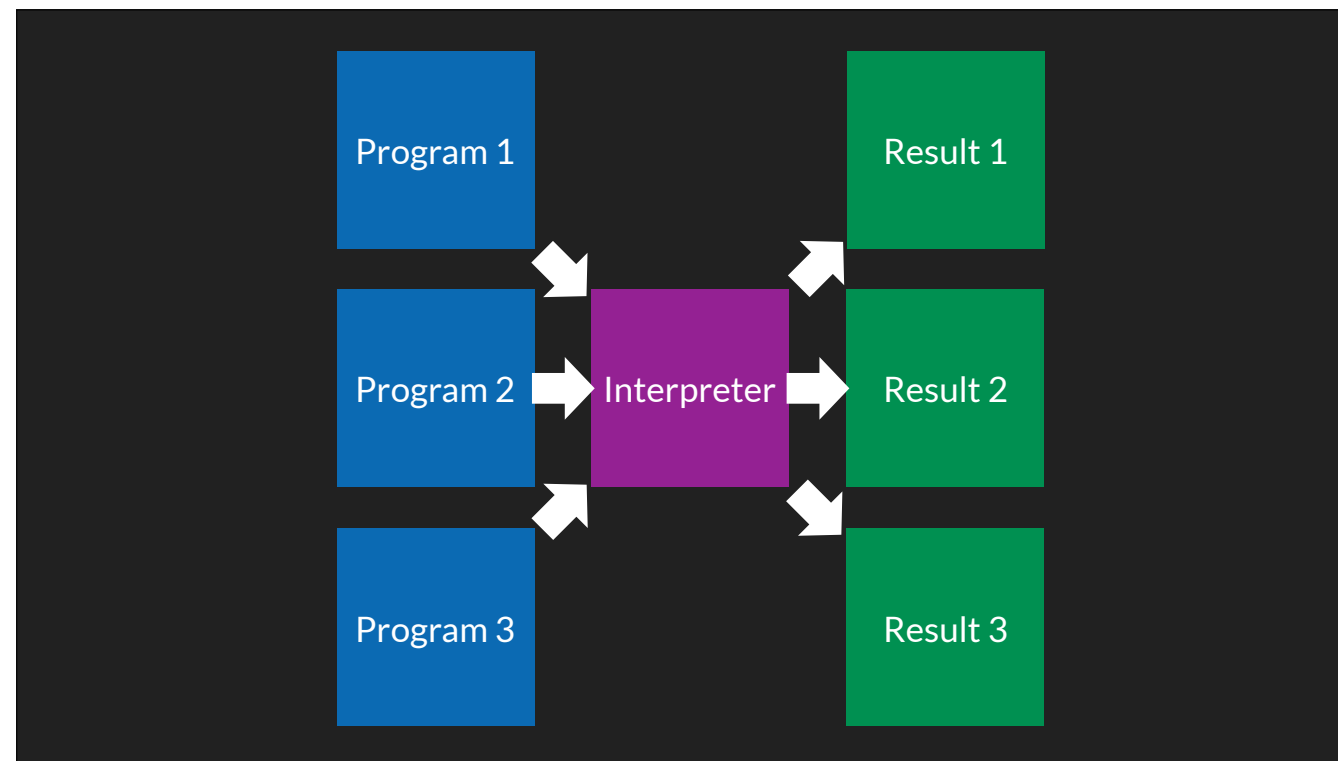 Program 1
Result 1
Program 2
Interpreter
Result 2
Program 3
Result 3